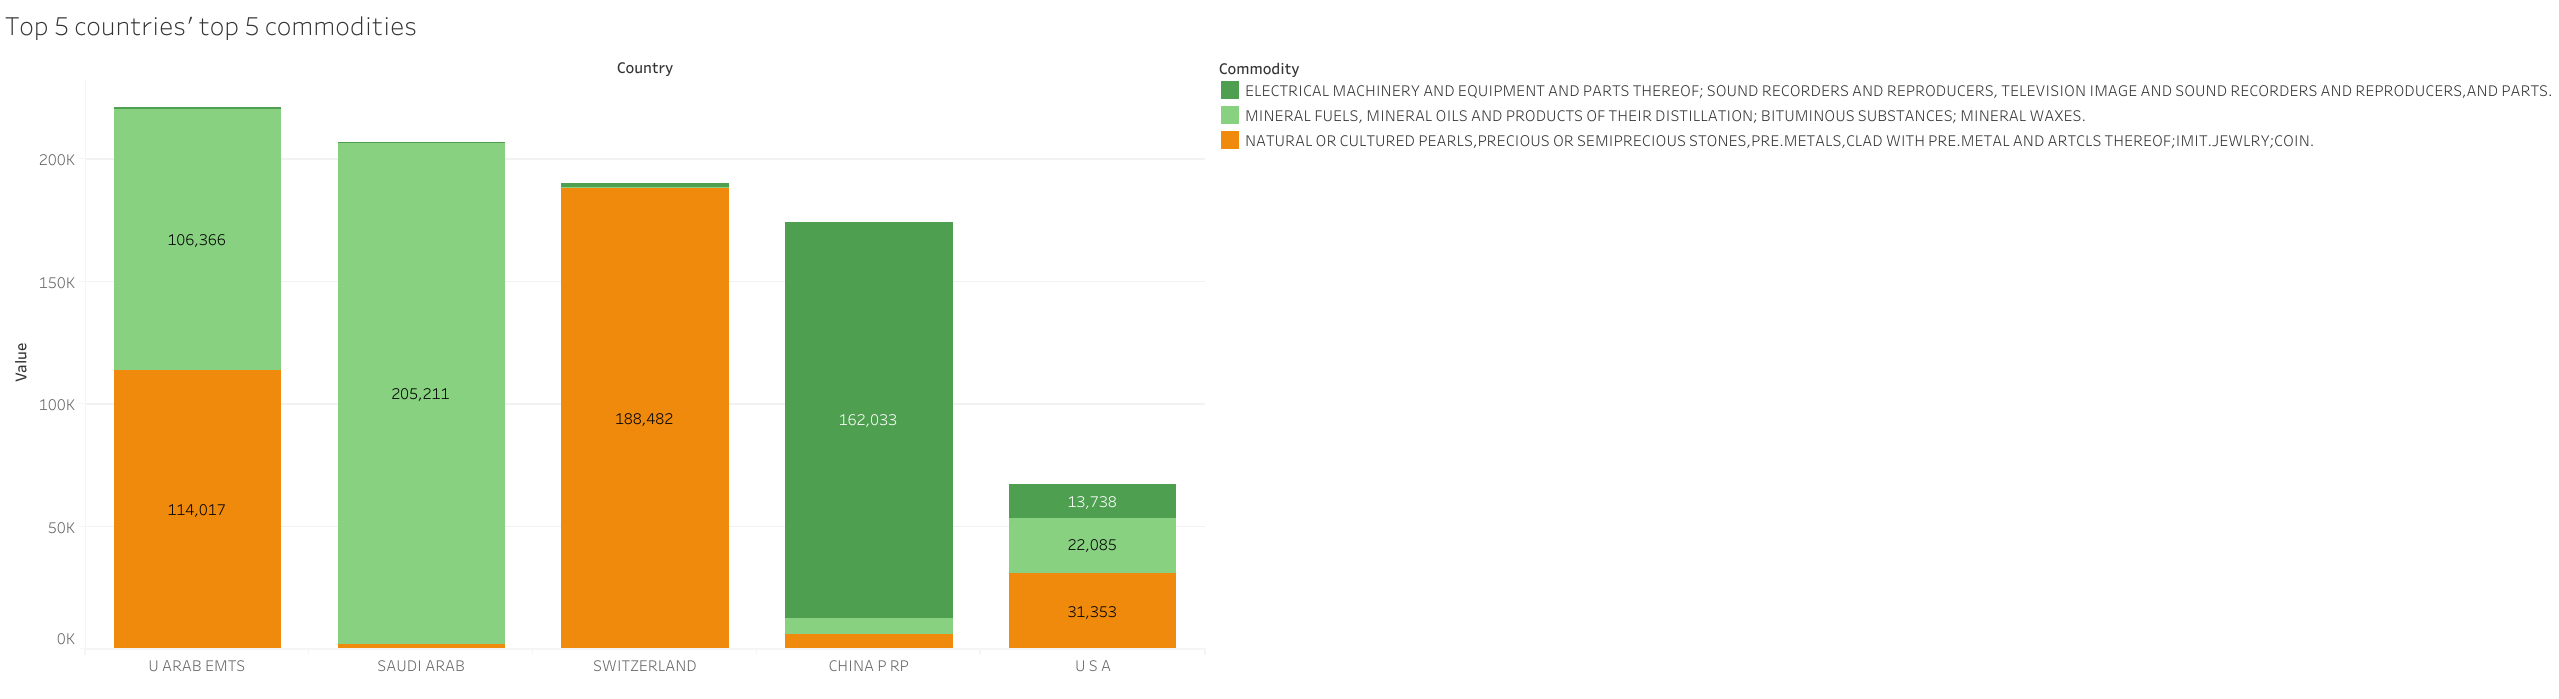 Top 5 countries’ top 5 commodities
Country
Commodity
ELECTRICAL MACHINERY AND EQUIPMENT AND PARTS THEREOF; SOUND RECORDERS AND REPRODUCERS, TELEVISION IMAGE AND SOUND RECORDERS AND REPRODUCERS,AND PARTS.
MINERAL FUELS, MINERAL OILS AND PRODUCTS OF THEIR DISTILLATION; BITUMINOUS SUBSTANCES; MINERAL WAXES.
NATURAL OR CULTURED PEARLS,PRECIOUS OR SEMIPRECIOUS STONES,PRE.METALS,CLAD WITH PRE.METAL AND ARTCLS THEREOF;IMIT.JEWLRY;COIN.
Value
200K
150K
100K
50K
0K
106,366
114,017
205,211
188,482
162,033
13,738
22,085
31,353
U ARAB EMTS
SAUDI ARAB
SWITZERLAND
CHINA P RP
U S A